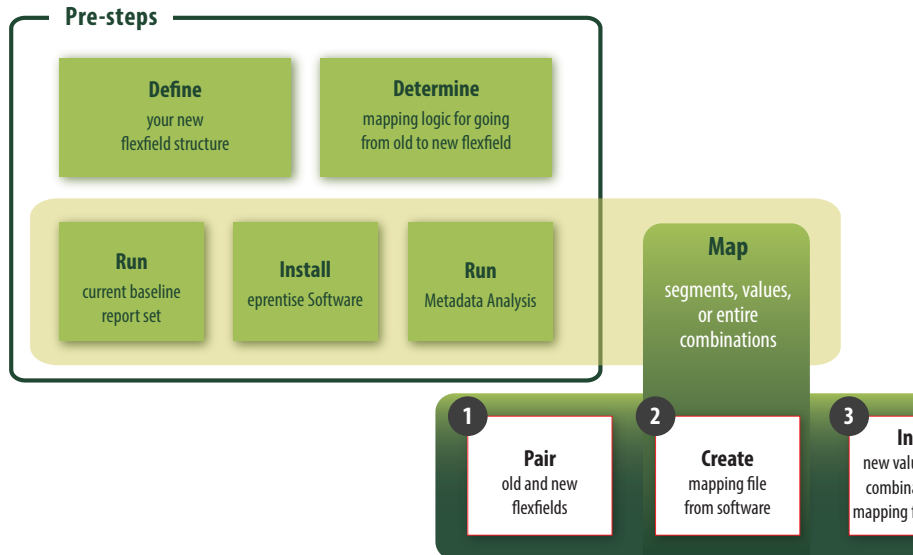 Pre-steps
Define
your new
flexfield structure
Determine
mapping logic for going
from old to new flexfield
Run
current baseline
report set
Install
eprentise Software
Run
Metadata Analysis
Map
segments, values,
or entire
combinations
1
Pair
old and new
flexfields
2
Create
mapping file
from software
3
new
mapping